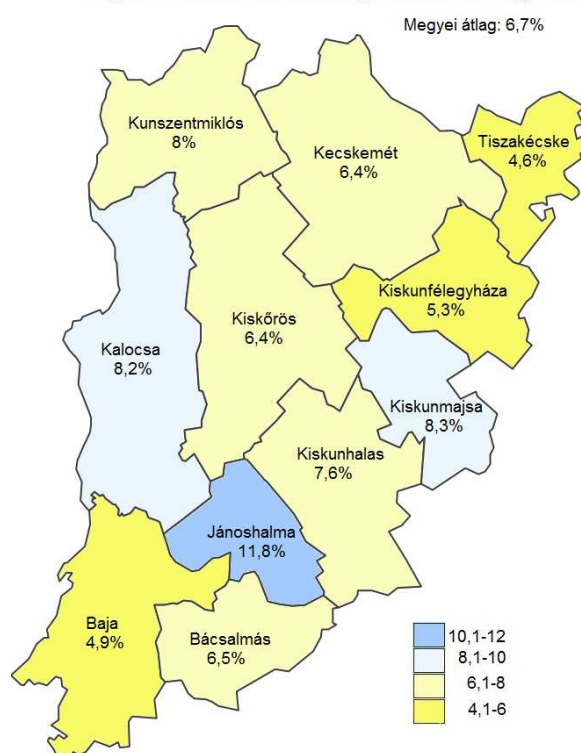 Megyei átlag: 6,7%
Kunszentmiklós
8%
Kecskemét
6,4%
Tiszakécske
4,6%
Kiskunfélegyháza
5,3%
Kiskőrös
6,4%
Kalocsa
8,2%
Kiskunmajsa
8,3%
Kiskunhalas
7,6%
Jánoshalma
11,8%
Baja
4,9%
Bácsalmás
6,5%
10,1-12
8,1-10
6,1-8
4,1-6